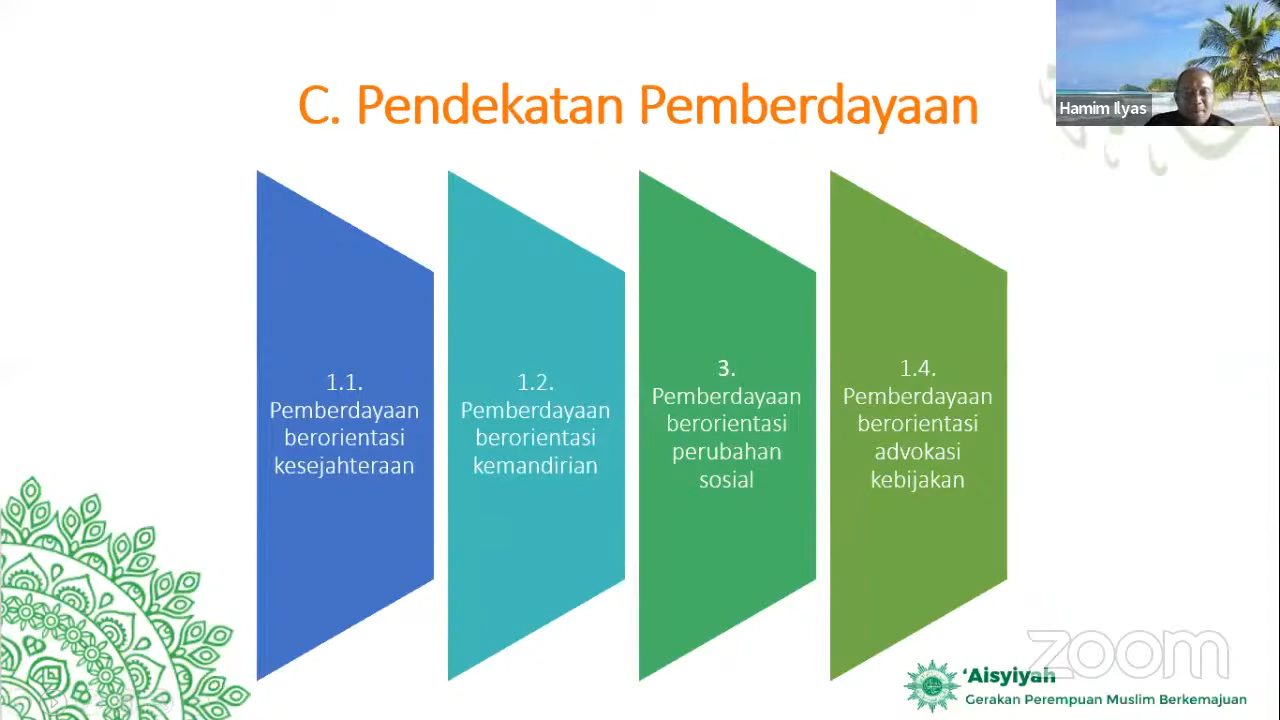 C. Pendekatan Pemberdayaan
Hamim Ilyas
1.1.
Pemberdayaan
berorientasi
kesejahteraan
1.2.
Pemberdayaan
berorientasi
kemandirian
3.
Pemberdayaan
berorientasi
perubahan
sosial
1.4.
Pemberdayaan
berorientasi
advokasi
kebijakan
zoom
‘Aisyiyah
Gerakan Perempuan Muslim Berkemajuan